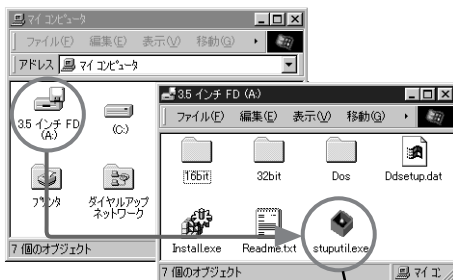 マイ コンピュータ
ファイル(F) 編集(E) 表示(V) 移動(G)
アドレス マイ コンピュータ
3.5 インチ FD (A:)
(C:)
プリンタ
ダイヤルアップ ネットワーク
7 個のオブジェクト
3.5 インチ FD (A:)
ファイル(F) 編集(E) 表示(V) 移動(G)
16bit
32bit
Dos
Ddsetup.dat
Install.exe
Readme.txt
stuputil.exe
7 個のオブジェクト
マイ コ